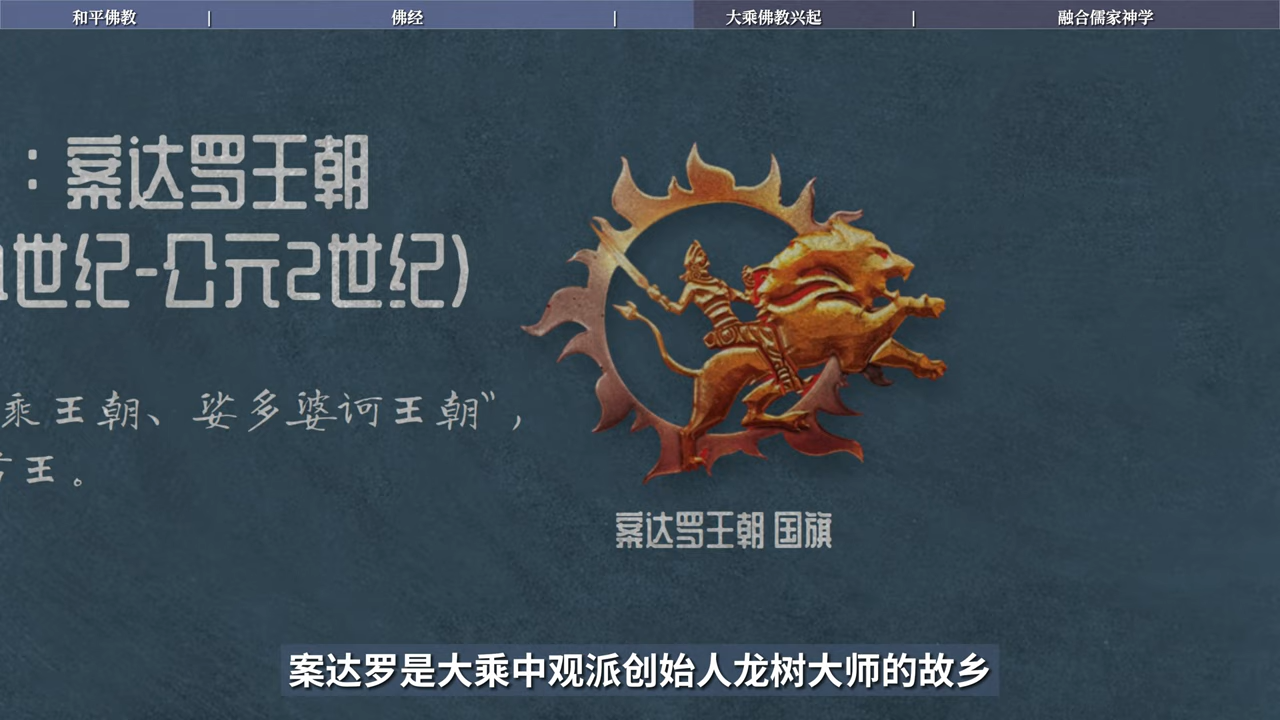 和平佛教 | 佛经 | 大乘佛教兴起 | 融合儒家神学
：案达罗王朝
世纪-公元2世纪)
乘王朝、娑多婆诃王朝”，
王。
案达罗王朝 国旗
案达罗是大乘中观派创始人龙树大师的故乡